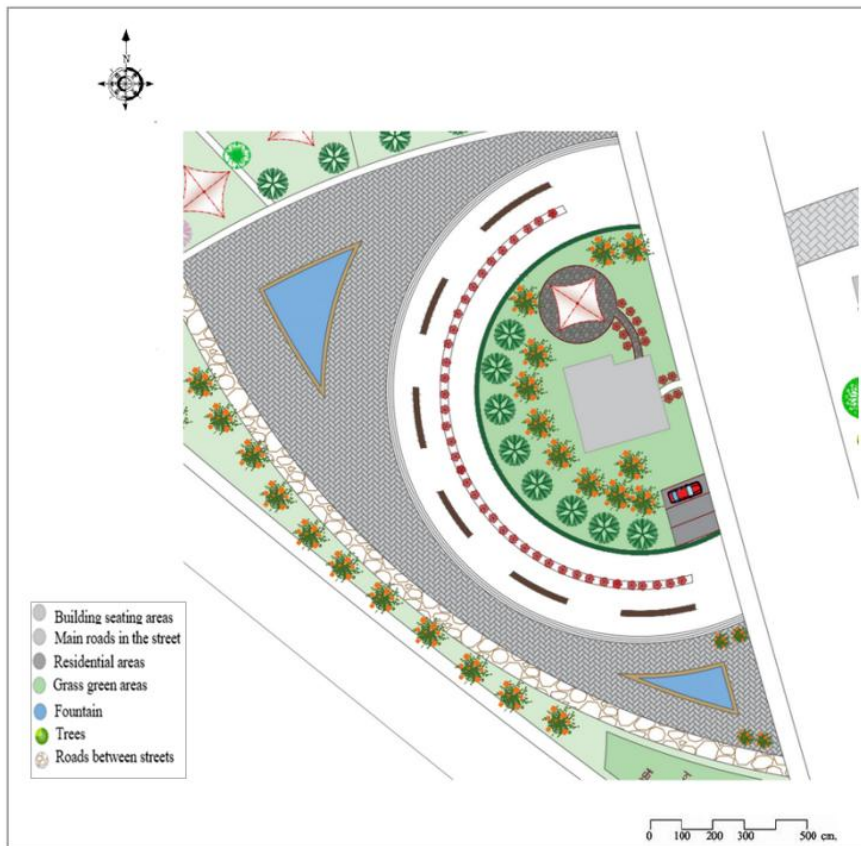 N
Building seating areas
Main roads in the street
Residential areas
Grass green areas
Fountain
Trees
Roads between streets
0 100 200 300 500 cm,